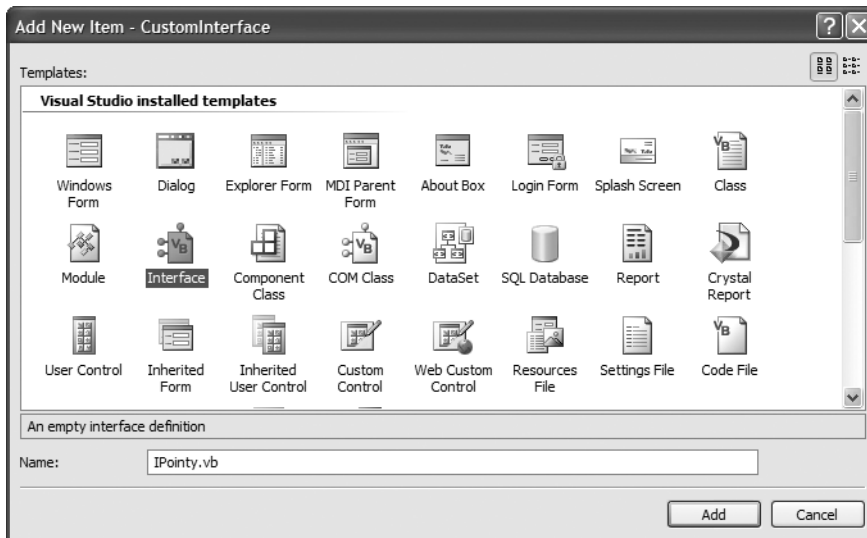 Add New Item - CustomInterface
Templates:
Visual Studio installed templates
Windows Form
Dialog
Explorer Form
MDI Parent Form
About Box
Login Form
Splash Screen
Class
Module
Interface
Component Class
COM Class
DataSet
SQL Database
Report
Crystal Report
User Control
Inherited Form
Inherited User Control
Custom Control
Web Custom Control
Resources File
Settings File
Code File
An empty interface definition
Name: IPointy.vb
Add Cancel